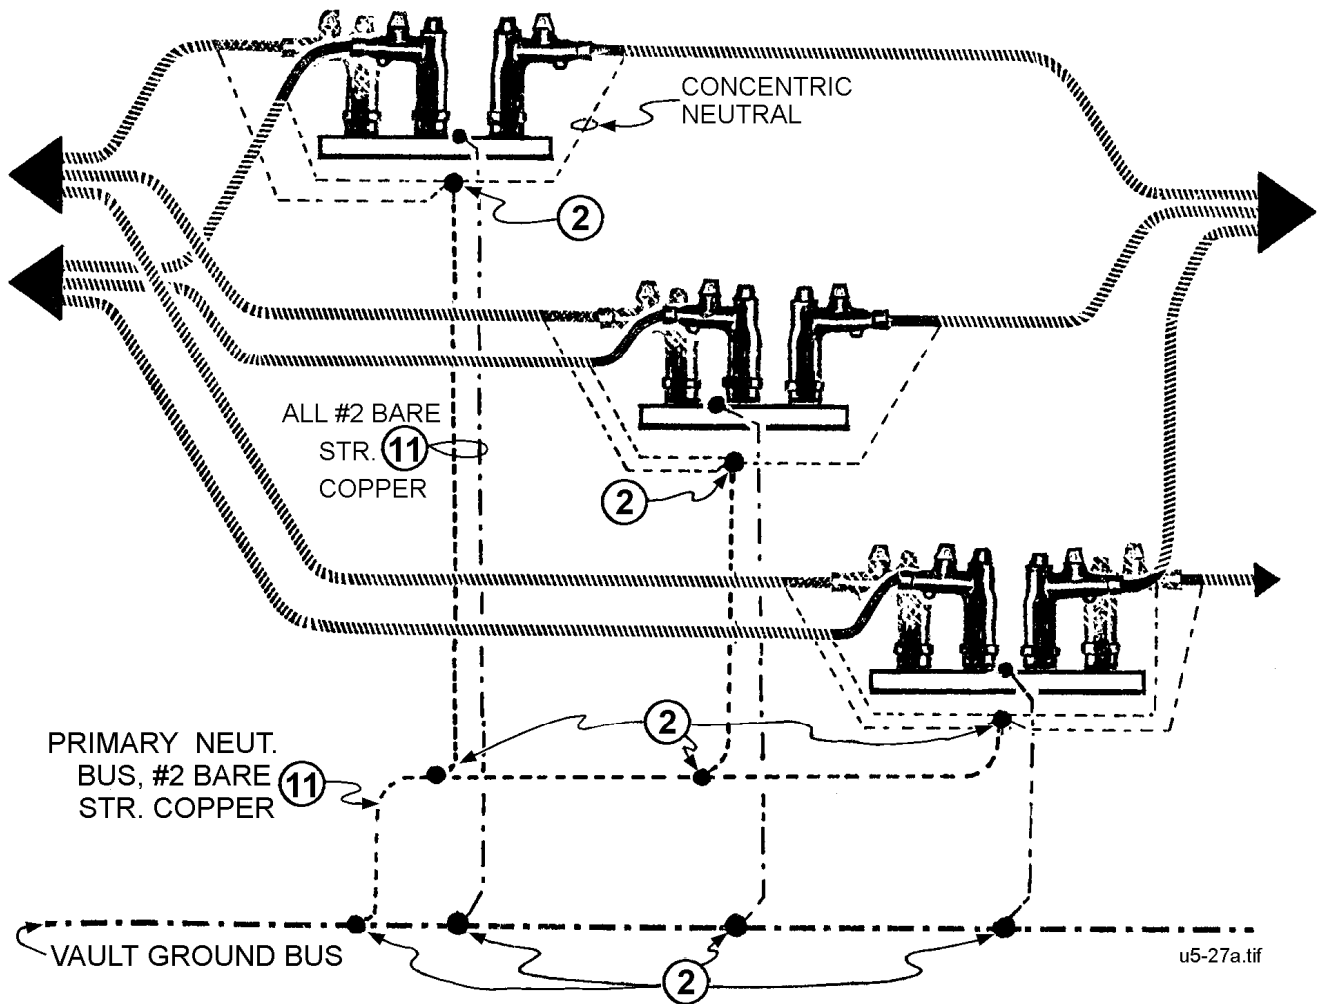 CONCENTRIC
NEUTRAL
2
ALL #2 BARE
STR. 11
COPPER
2
2
PRIMARY NEUT.
BUS, #2 BARE 11
STR. COPPER
VAULT GROUND BUS
2
u5-27a.tif